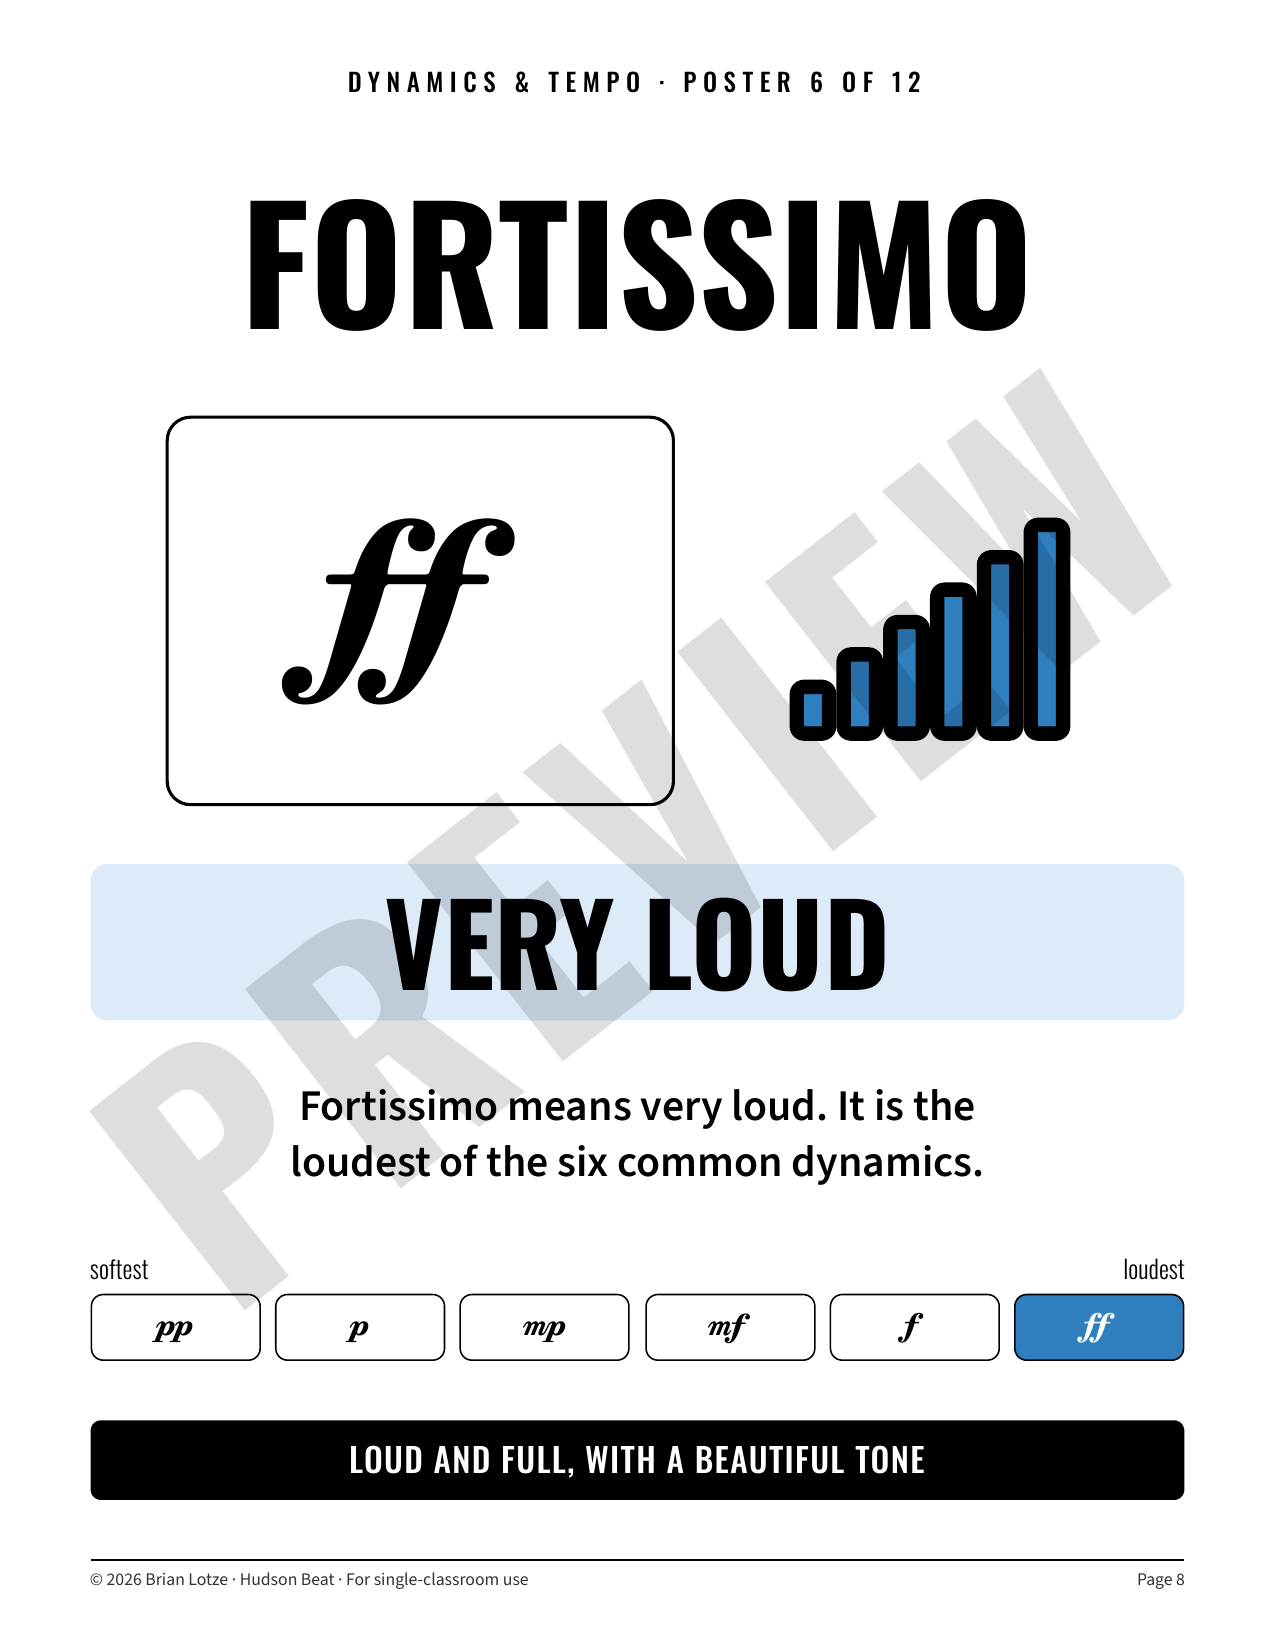 DYNAMICS & TEMPO · POSTER 6 OF 12
FORTISSIMO
ff
PREVIEW
VERY LOUD
Fortissimo means very loud. It is the
loudest of the six common dynamics.
softest loudest
pp p mp mf f ff
LOUD AND FULL, WITH A BEAUTIFUL TONE
© 2026 Brian Lotze · Hudson Beat · For single-classroom use Page 8